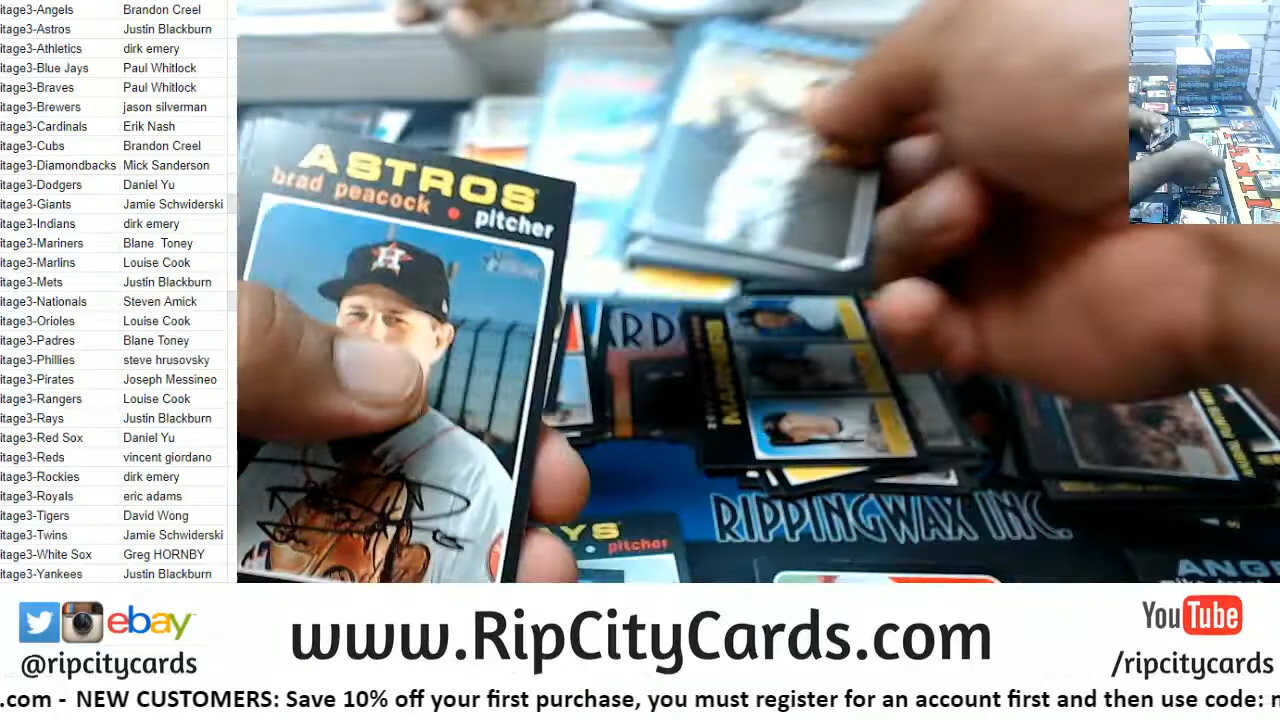 itage3-Angels Brandon Creel
itage3-Astros Justin Blackburn
itage3-Athletics dirk emery
itage3-Blue Jays Paul Whitlock
itage3-Braves Paul Whitlock
itage3-Brewers jason silverman
itage3-Cardinals Erik Nash
itage3-Cubs Brandon Creel
itage3-Diamondbacks Mick Sanderson
itage3-Dodgers Daniel Yu
itage3-Giants Jamie Schwiderski
itage3-Indians dirk emery
itage3-Mariners Blane Toney
itage3-Marlins Louise Cook
itage3-Mets Justin Blackburn
itage3-Nationals Steven Amick
itage3-Orioles Louise Cook
itage3-Padres Blane Toney
itage3-Phillies steve hrusovsky
itage3-Pirates Joseph Messineo
itage3-Rangers Louise Cook
itage3-Rays Justin Blackburn
itage3-Red Sox Daniel Yu
itage3-Reds vincent giordano
itage3-Rockies dirk emery
itage3-Royals eric adams
itage3-Tigers David Wong
itage3-Twins Jamie Schwiderski
itage3-White Sox Greg HORNBY
itage3-Yankees Justin Blackburn
ASTROS
brad peacock • pitcher
ARD
MARINERS
RIPPINGWAX INC.
YS
• pitcher
ANG
ebay
@ripcitycards
www.RipCityCards.com
YouTube
/ripcitycards
.com - NEW CUSTOMERS: Save 10% off your first purchase, you must register for an account first and then use code: n